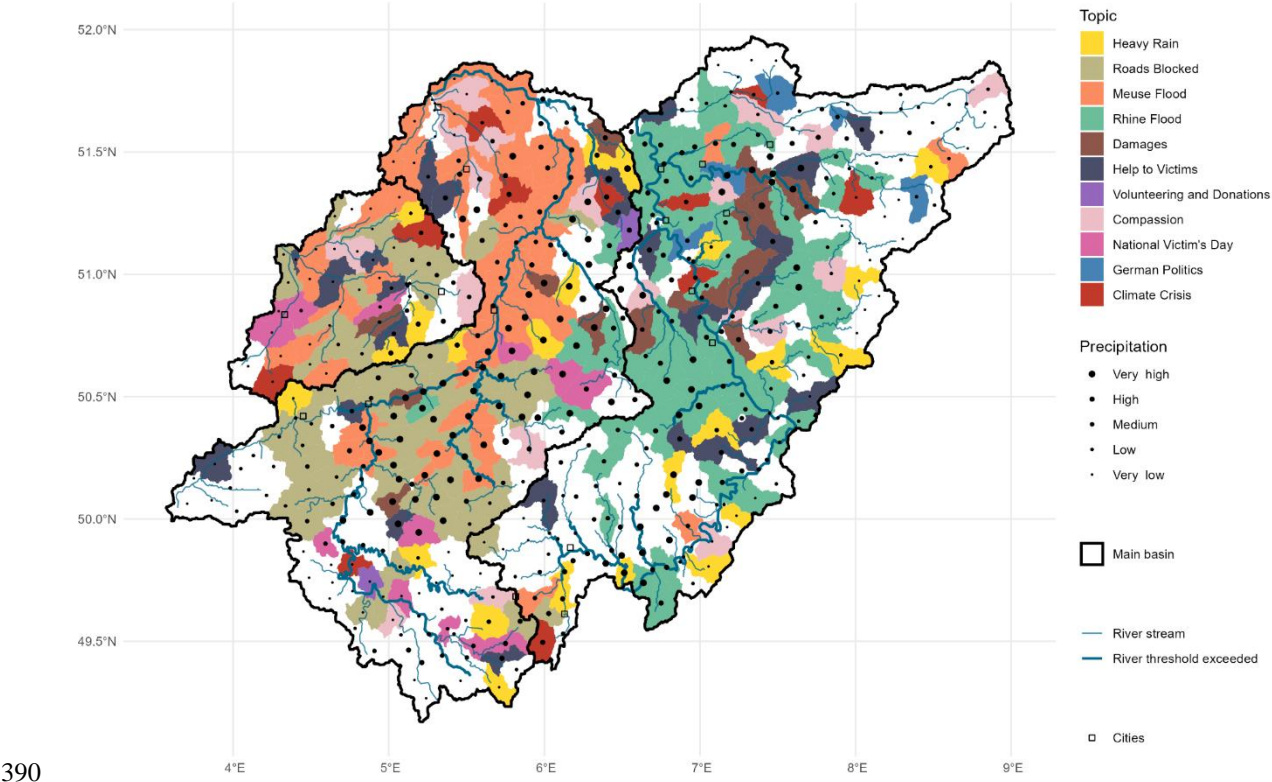 52.0°N
51.5°N
51.0°N
50.5°N
50.0°N
49.5°N
4°E
5°E
6°E
7°E
8°E
9°E
Topic
Heavy Rain
Roads Blocked
Meuse Flood
Rhine Flood
Damages
Help to Victims
Volunteering and Donations
Compassion
National Victim's Day
German Politics
Climate Crisis
Precipitation
Very high
High
Medium
Low
Very low
Main basin
River stream
River threshold exceeded
Cities
390